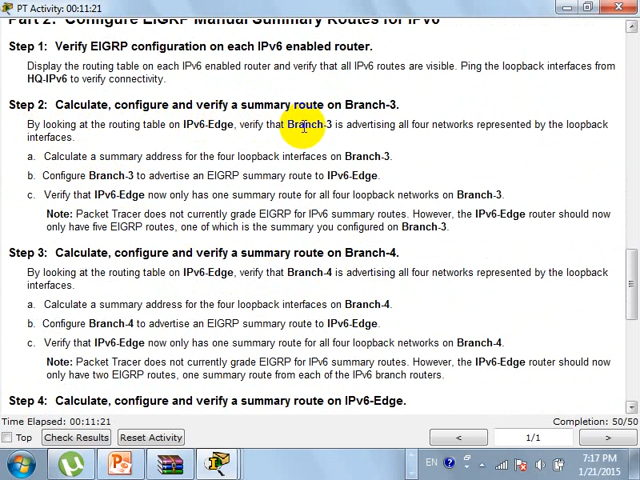 PT Activity: 00:11:21
Part 2: Configure EIGRP Manual Summary Routes for IPv6
Step 1: Verify EIGRP configuration on each IPv6 enabled router.
Display the routing table on each IPv6 enabled router and verify that all IPv6 routes are visible. Ping the loopback interfaces from
HQ-IPv6 to verify connectivity.
Step 2: Calculate, configure and verify a summary route on Branch-3.
By looking at the routing table on IPv6-Edge, verify that Branch-3 is advertising all four networks represented by the loopback
interfaces.
a. Calculate a summary address for the four loopback interfaces on Branch-3.
b. Configure Branch-3 to advertise an EIGRP summary route to IPv6-Edge.
c. Verify that IPv6-Edge now only has one summary route for all four loopback networks on Branch-3.
Note: Packet Tracer does not currently grade EIGRP for IPv6 summary routes. However, the IPv6-Edge router should now
only have five EIGRP routes, one of which is the summary you configured on Branch-3.
Step 3: Calculate, configure and verify a summary route on Branch-4.
By looking at the routing table on IPv6-Edge, verify that Branch-4 is advertising all four networks represented by the loopback
interfaces.
a. Calculate a summary address for the four loopback interfaces on Branch-4.
b. Configure Branch-4 to advertise an EIGRP summary route to IPv6-Edge.
c. Verify that IPv6-Edge now only has one summary route for all four loopback networks on Branch-4.
Note: Packet Tracer does not currently grade EIGRP for IPv6 summary routes. However, the IPv6-Edge router should now
only have two EIGRP routes, one summary route from each of the IPv6 branch routers.
Step 4: Calculate, configure and verify a summary route on IPv6-Edge.
Time Elapsed: 00:11:21 Completion: 50/50
Top Check Results Reset Activity < 1/1 >
EN 7:17 PM
1/21/2015